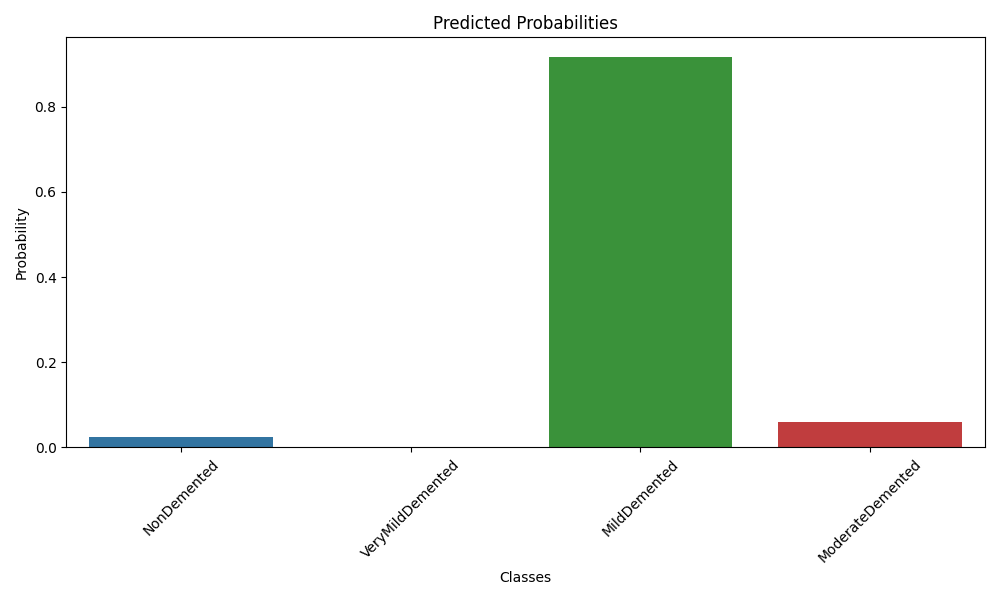 Predicted Probabilities
Probability
0.8
0.6
0.4
0.2
0.0
NonDemented
VeryMildDemented
MildDemented
ModerateDemented
Classes